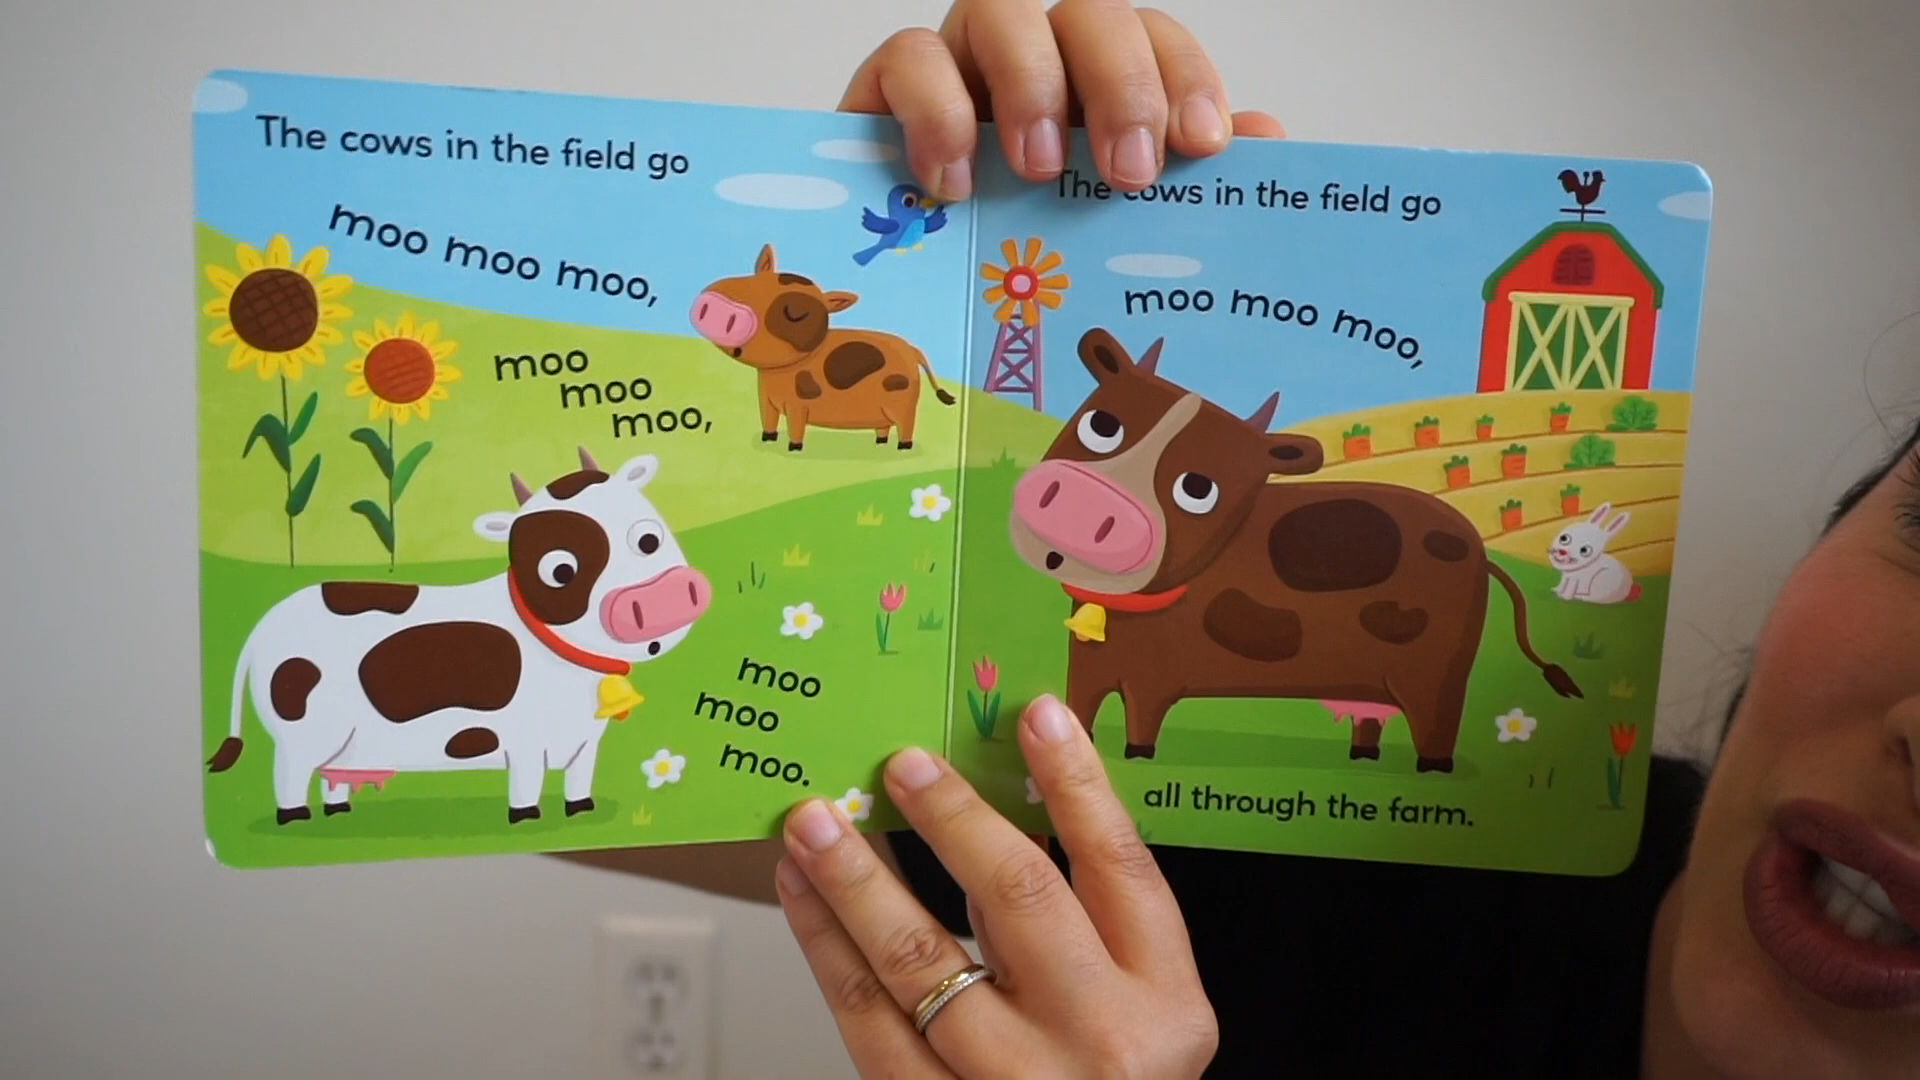 The cows in the field go
moo moo moo,
moo
moo
moo,
moo
moo
moo.
The cows in the field go
moo moo moo,
all through the farm.